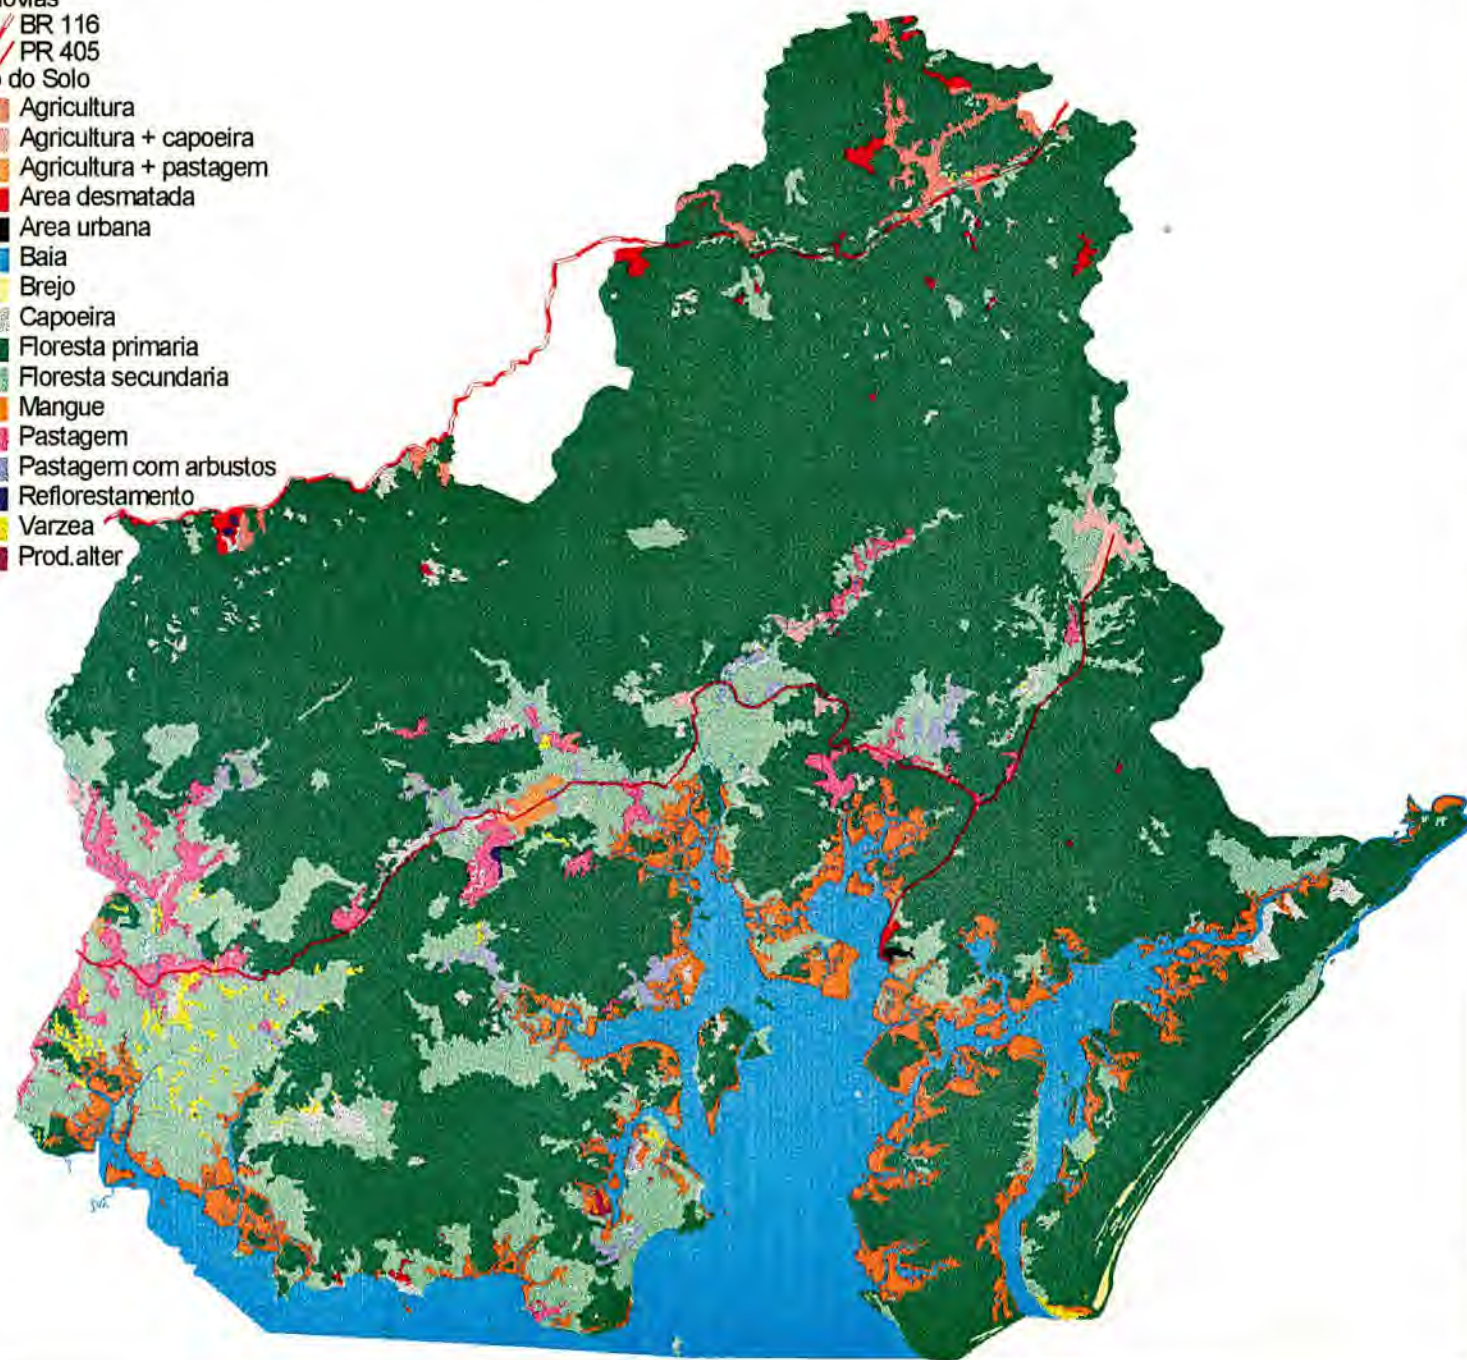 BR 116
PR 405
do Solo
Agricultura
Agricultura + capoeira
Agricultura + pastagem
Area desmatada
Area urbana
Baia
Brejo
Capoeira
Floresta primaria
Floresta secundaria
Mangue
Pastagem
Pastagem com arbustos
Reflorestamento
Varzea
Prod.alter